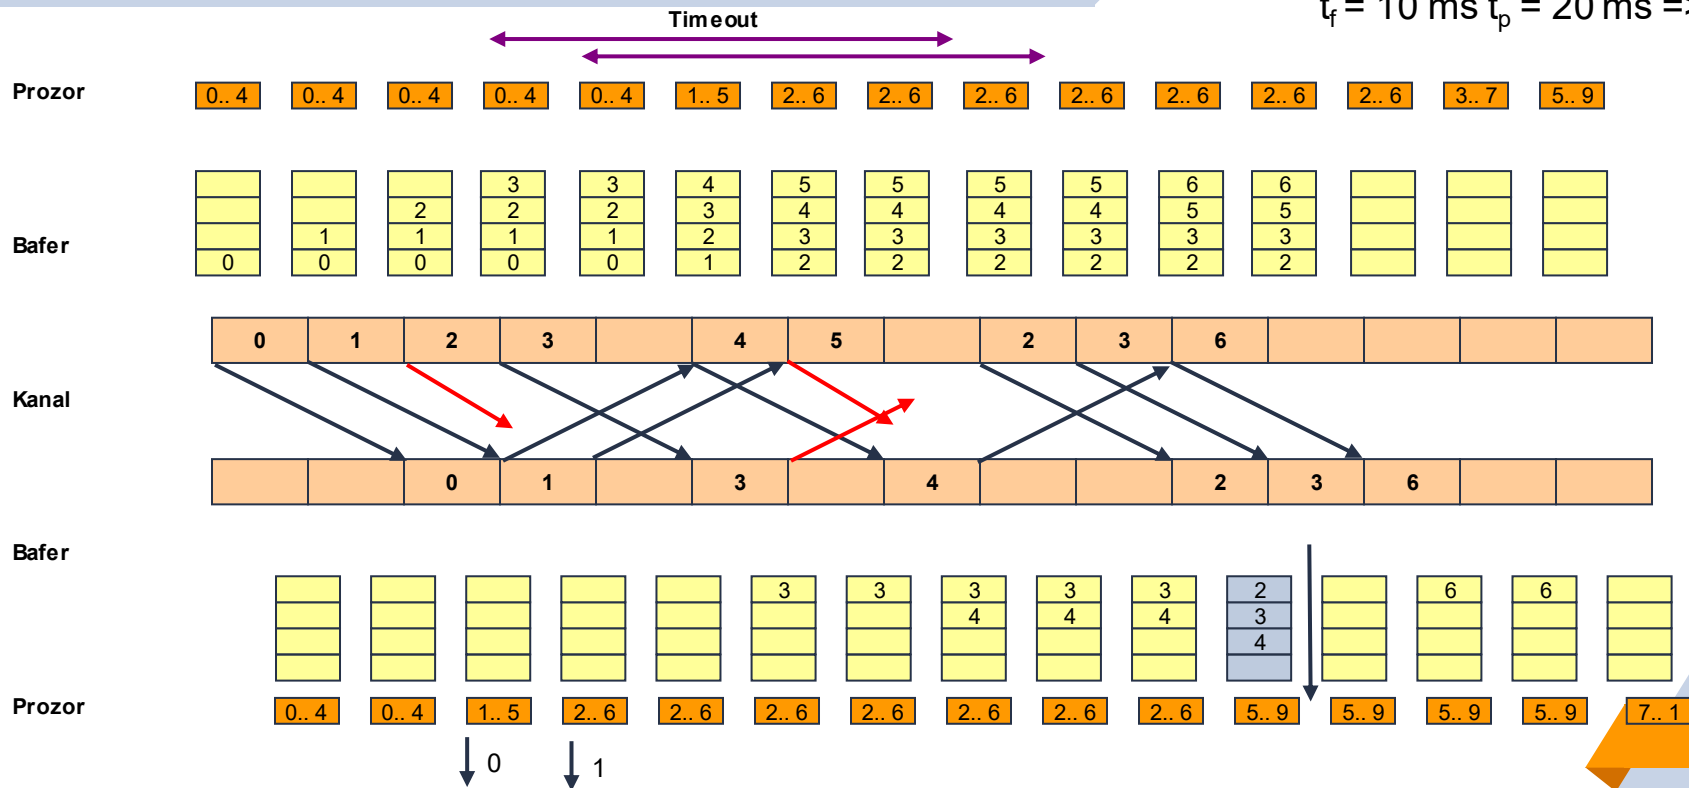 t_f = 10 ms t_p = 20 ms =>
Timeout
Prozor 0.. 4 0.. 4 0.. 4 0.. 4 0.. 4 1.. 5 2.. 6 2.. 6 2.. 6 2.. 6 2.. 6 2.. 6 2.. 6 3.. 7 5.. 9
3 3 4 5 5 5 5 6 6
2 2 2 3 4 4 4 4 5 5
Bafer
1 1 1 1 2 3 3 3 3 3 3
0 0 0 0 0 1 2 2 2 2 2 2
0 1 2 3 4 5 2 3 6
Kanal
0 1 3 4 2 3 6
Bafer
3 3 3 3 3 2 6 6
4 4 4 3
4
Prozor 0.. 4 0.. 4 1.. 5 2.. 6 2.. 6 2.. 6 2.. 6 2.. 6 2.. 6 2.. 6 5.. 9 5.. 9 5.. 9 5.. 9 7.. 1
0 1